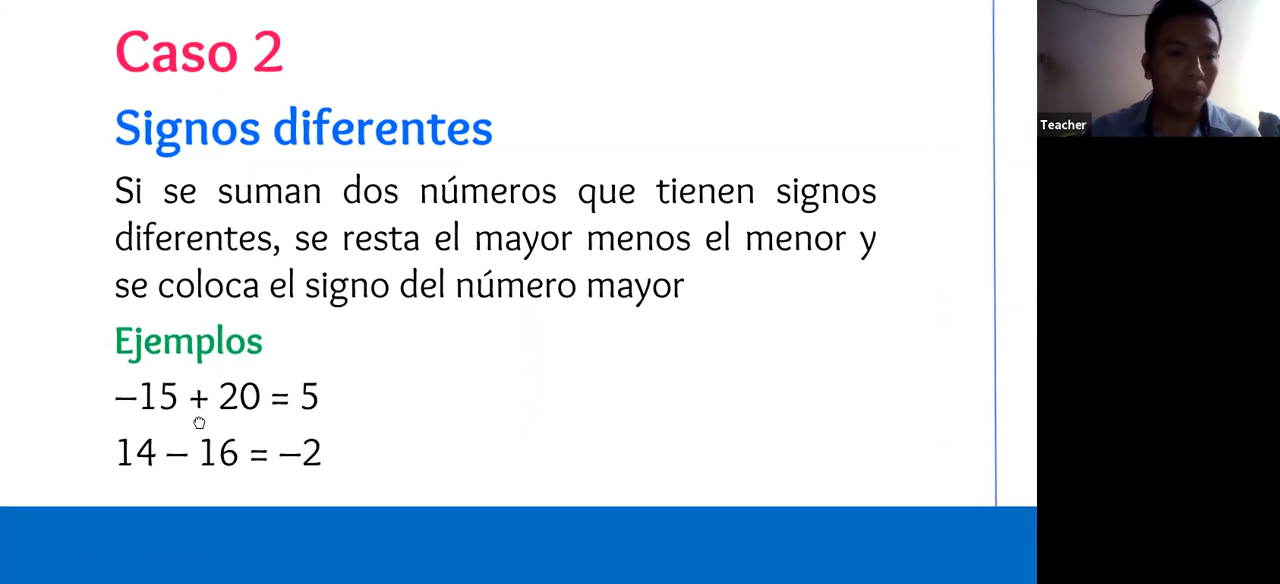 Caso 2
Signos diferentes
Si se suman dos números que tienen signos
diferentes, se resta el mayor menos el menor y
se coloca el signo del número mayor
Ejemplos
–15 + 20 = 5
14 – 16 = –2
Teacher